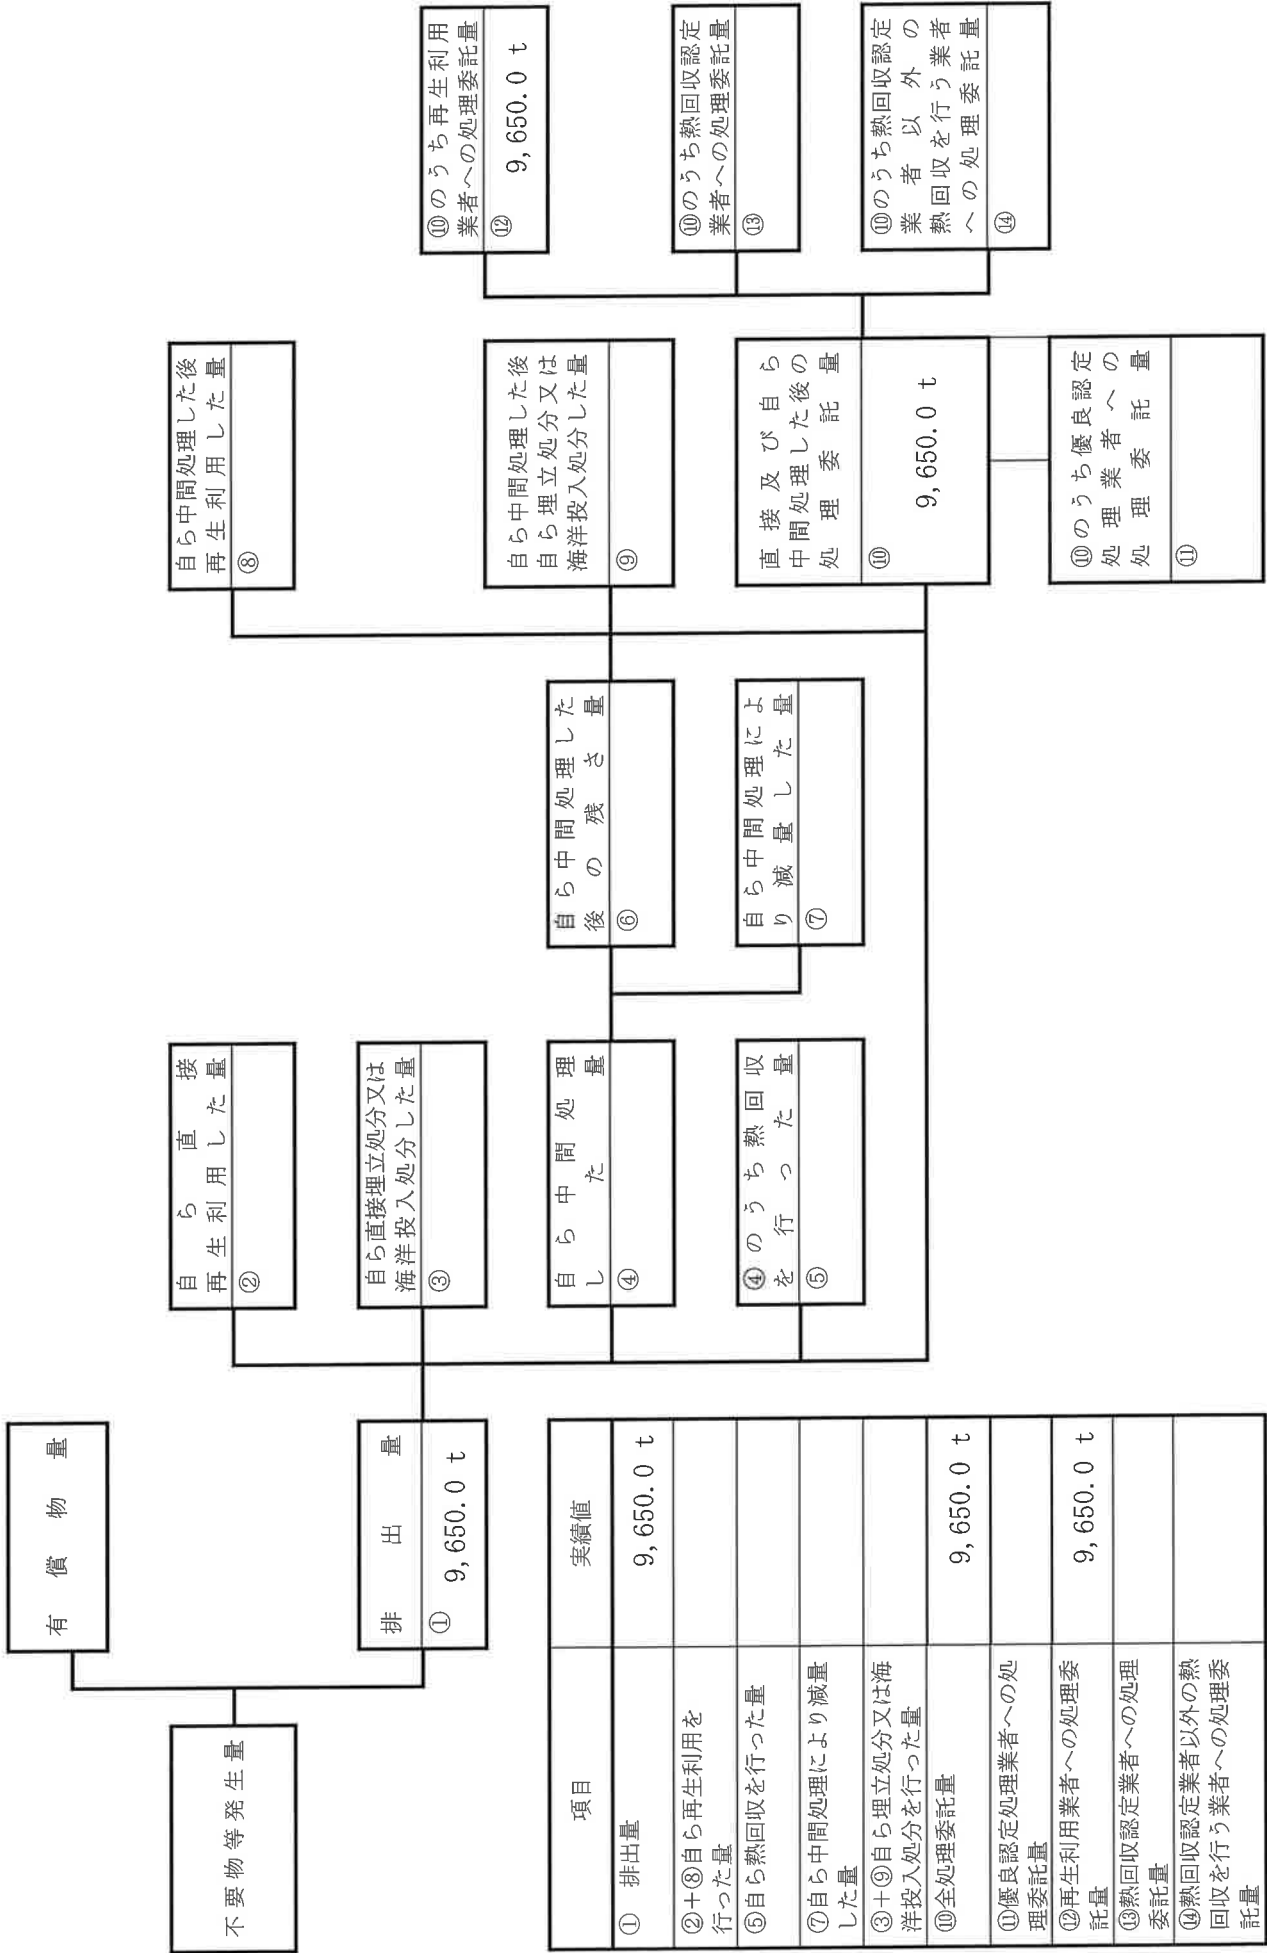 不要物等発生量
有償物量
排出量
① 9,650.0 t
自ら直接
再生利用した量
②
自ら直接埋立処分又は
海洋投入処分した量
③
自ら中間処理
した量
④
④のうち熱回収
を行った量
⑤
自ら中間処理した
後の残さ量
⑥
自ら中間処理によ
り減量した量
⑦
自ら中間処理した後
再生利用した量
⑧
自ら中間処理した後
自ら埋立処分又は
海洋投入処分した量
⑨
直接及び自ら
中間処理した後の
処理委託量
⑩
9,650.0 t
⑩のうち優良認定
処理業者への
処理委託量
⑪
⑩のうち再生利用
業者への処理委託量
⑫
9,650.0 t
⑩のうち熱回収認定
業者への処理委託量
⑬
⑩のうち熱回収認定
業者以外の
熱回収を行う業者
への処理委託量
⑭
項目 実績値
① 排出量 9,650.0 t
②+⑧自ら再生利用を
行った量
⑤自ら熱回収を行った量
⑦自ら中間処理により減量
した量
③+⑨自ら埋立処分又は海
洋投入処分を行った量
⑩全処理委託量 9,650.0 t
⑪優良認定処理業者への処
理委託量
⑫再生利用業者への処理委
託量 9,650.0 t
⑬熱回収認定業者への処理
委託量
⑭熱回収認定業者以外の熱
回収を行う業者への処理委
託量